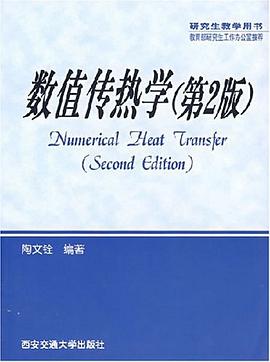 研究生教学用书
教育部研究生工作办公室推荐
数值传热学(第2版)
Numerical Heat Transfer
(Second Edition)
陶文铨 编著
西安交通大学出版社